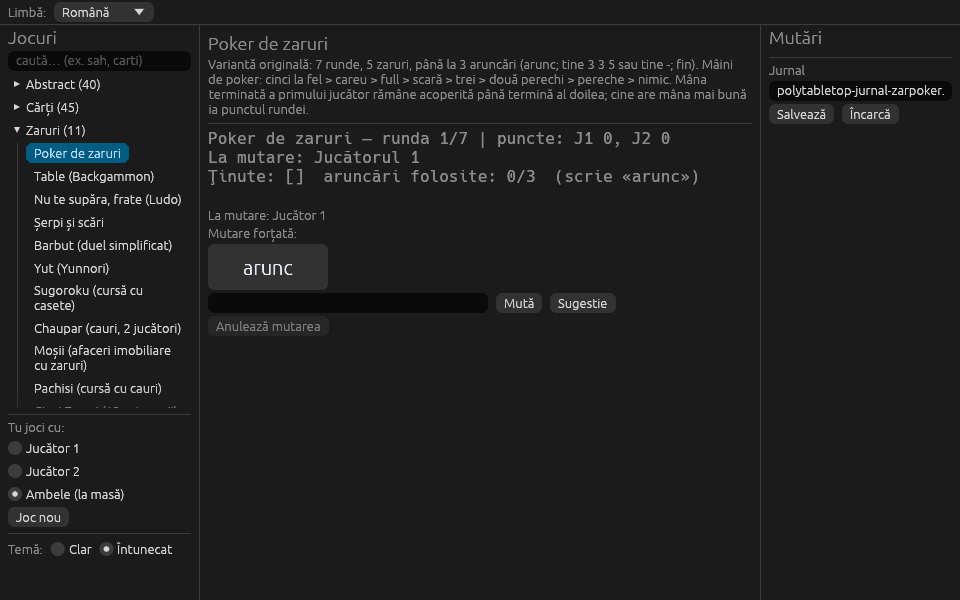 Limbă: Română
Jocuri
caută... (ex. sah, carti)
Abstract (40)
Cărți (45)
Zaruri (11)
Poker de zaruri
Table (Backgammon)
Nu te supăra, frate (Ludo)
Șerpi și scări
Barbut (duel simplificat)
Yut (Yunnori)
Sugoroku (cursă cu
casete)
Chaupar (cauri, 2 jucători)
Moșii (afaceri imobiliare
cu zaruri)
Pachisi (cursă cu cauri)
Tu joci cu:
Jucător 1
Jucător 2
Ambele (la masă)
Joc nou
Temă: Clar Întunecat
Poker de zaruri
Variantă originală: 7 runde, 5 zaruri, până la 3 aruncări (arunc; tine 3 3 5 sau tine -; fin). Mâini
de poker: cinci la fel > careu > full > scară > trei > două perechi > pereche > nimic. Mâna
terminată a primului jucător rămâne acoperită până termină al doilea; cine are mâna mai bună
ia punctul rundei.
Poker de zaruri — runda 1/7 | puncte: J1 0, J2 0
La mutare: Jucătorul 1
Ținute: [] aruncări folosite: 0/3 (scrie «arunc»)
La mutare: Jucător 1
Mutare forțată:
arunc
Mută Sugestie
Anulează mutarea
Mutări
Jurnal
polytabletop-jurnal-zarpoker.
Salvează Încarcă